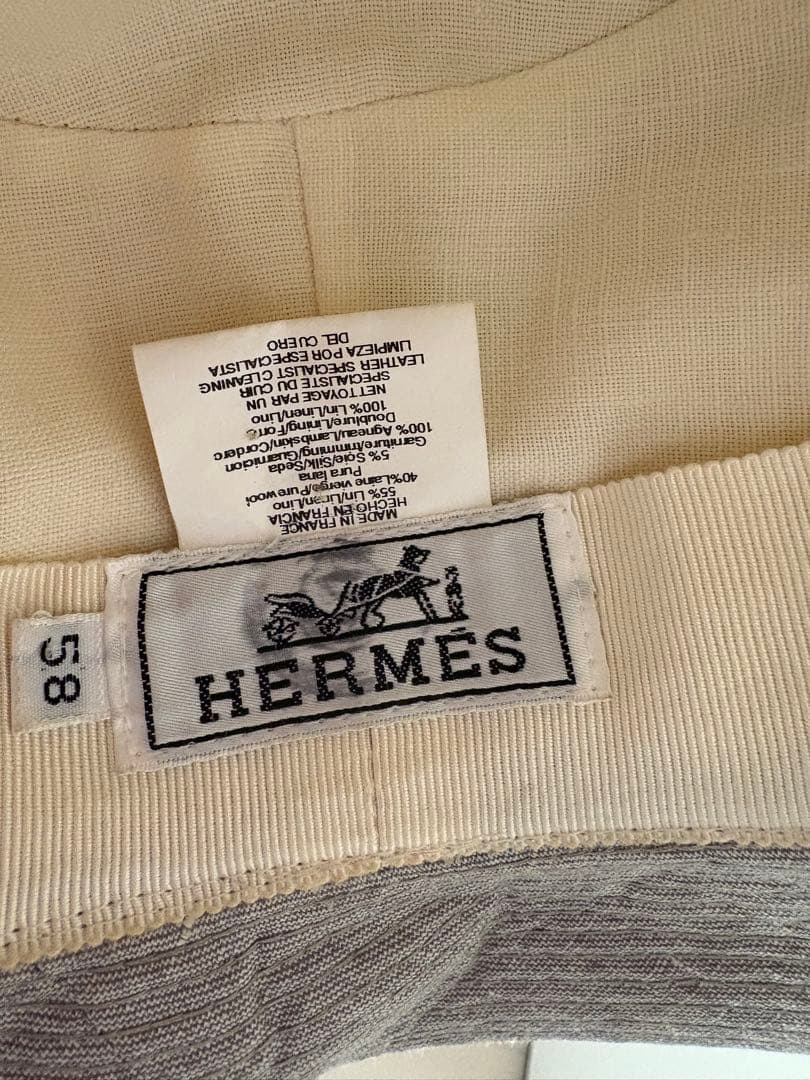 MADE IN FRANCE
HECHO EN FRANCIA
55% Lin/Linen/Lino
40%Laine vierge/Pure wool
Pura lana
5% Soie/Silk/Seda
Garniture/trimming/Guarnicion
100% Agneau/Lambskin/Cordero
Doublure/Lining/Forro
100% Lin/Linen/Lino
NETTOYAGE PAR UN
SPECIALISTE DU CUIR
LEATHER SPECIALIST CLEANING
LIMPIEZA POR ESPECIALISTA
DEL CUERO
HERMÈS
58